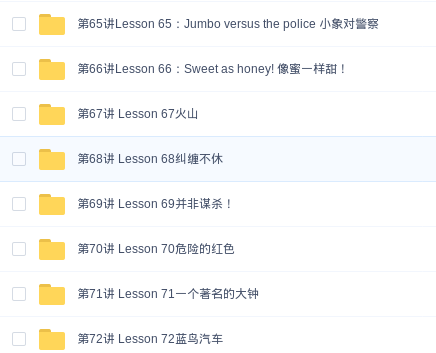 第65讲Lesson 65：Jumbo versus the police 小象对警察
第66讲Lesson 66：Sweet as honey! 像蜜一样甜！
第67讲 Lesson 67火山
第68讲 Lesson 68纠缠不休
第69讲 Lesson 69并非谋杀！
第70讲 Lesson 70危险的红色
第71讲 Lesson 71一个著名的大钟
第72讲 Lesson 72蓝鸟汽车